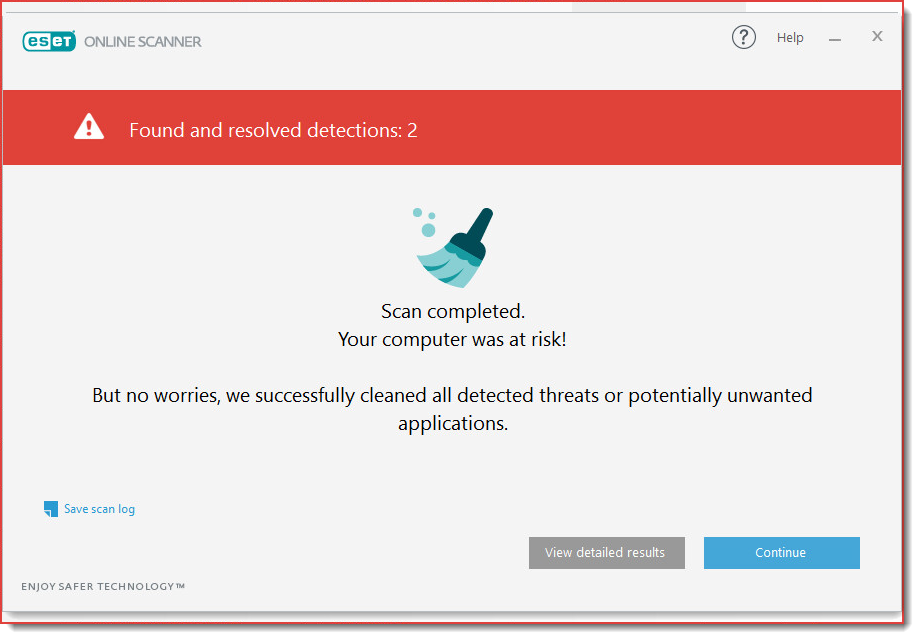 eset ONLINE SCANNER
? Help
Found and resolved detections: 2
Scan completed.
Your computer was at risk!
But no worries, we successfully cleaned all detected threats or potentially unwanted
applications.
Save scan log
View detailed results
Continue
ENJOY SAFER TECHNOLOGY™